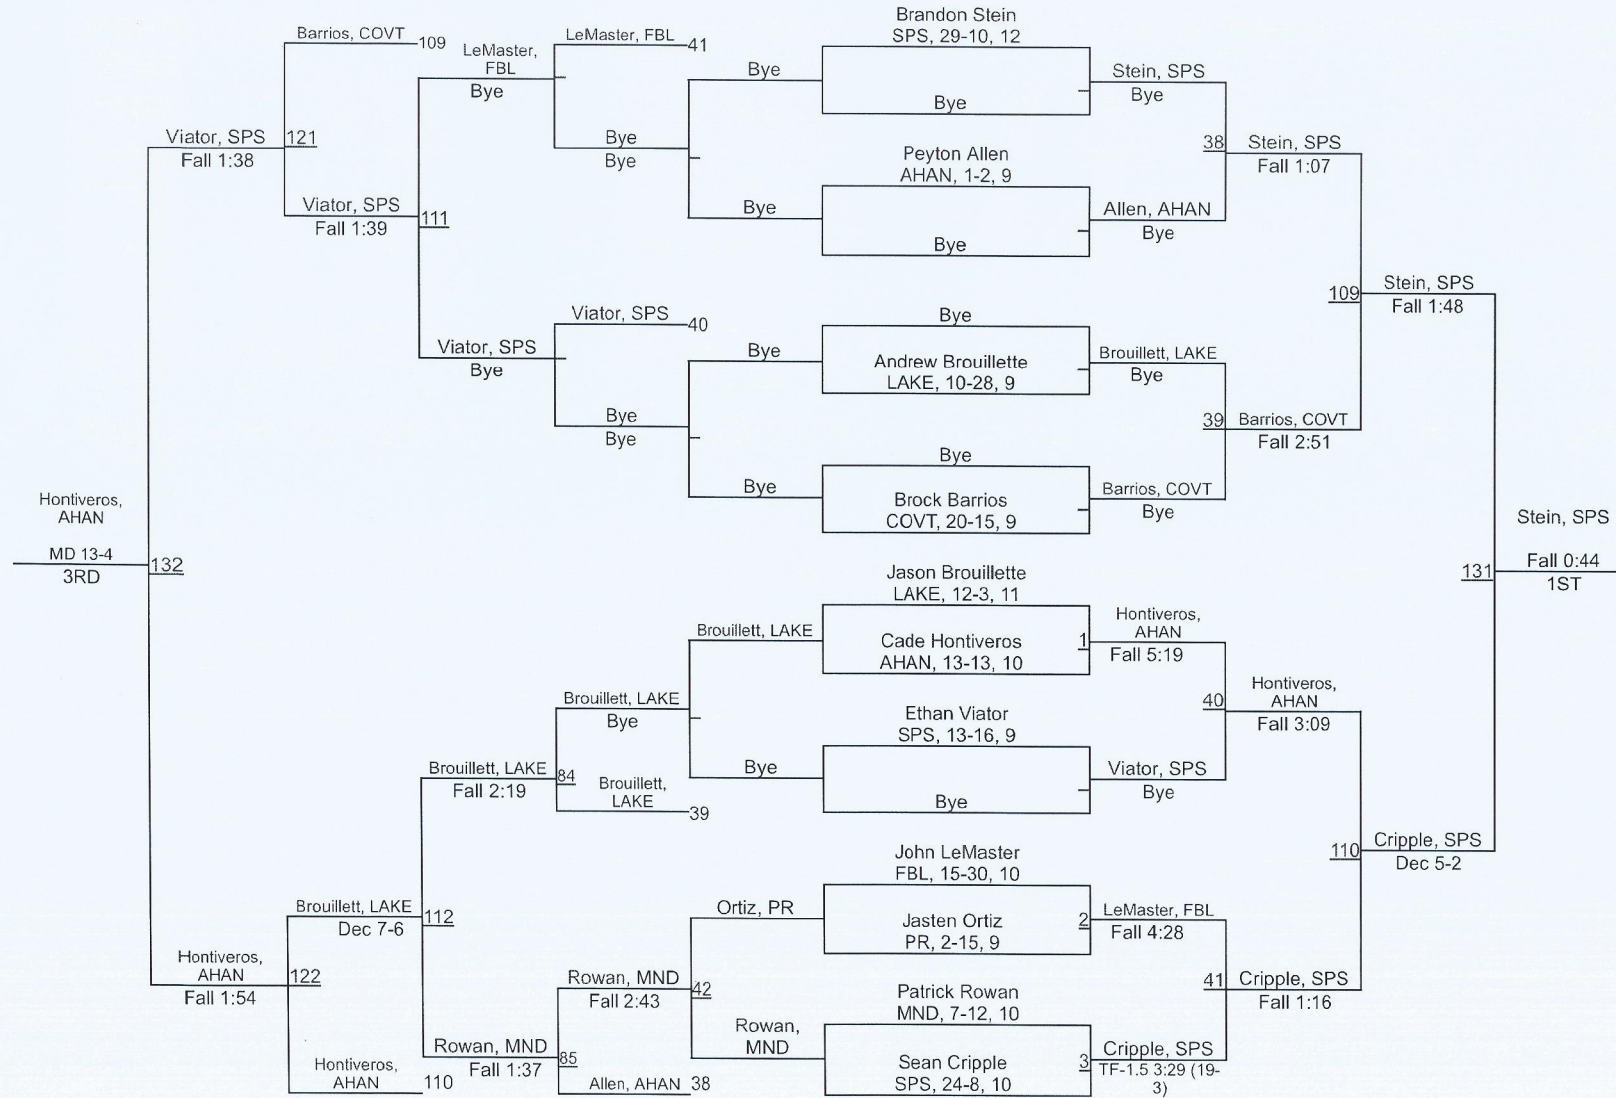 Barrios, COVT
109
LeMaster,
FBL
Bye
LeMaster, FBL
41
Viator, SPS
Fall 1:38
121
Viator, SPS
Fall 1:39
111
Bye
Bye
Bye
Bye
Brandon Stein
SPS, 29-10, 12
Bye
Peyton Allen
AHAN, 1-2, 9
Bye
Stein, SPS
Bye
38
Stein, SPS
Fall 1:07
Allen, AHAN
Bye
Viator, SPS
Bye
Viator, SPS
40
Bye
Bye
Bye
Bye
Bye
Andrew Brouillette
LAKE, 10-28, 9
Bye
Brock Barrios
COVT, 20-15, 9
Brouillett, LAKE
Bye
39
Barrios, COVT
Fall 2:51
Barrios, COVT
Bye
109
Stein, SPS
Fall 1:48
Hontiveros,
AHAN
MD 13-4
3RD
132
Stein, SPS
131
Fall 0:44
1ST
Jason Brouillette
LAKE, 12-3, 11
Cade Hontiveros
AHAN, 13-13, 10
1
Hontiveros,
AHAN
Fall 5:19
Brouillett, LAKE
Brouillett, LAKE
Bye
Ethan Viator
SPS, 13-16, 9
Bye
Bye
Viator, SPS
Bye
40
Hontiveros,
AHAN
Fall 3:09
Brouillett, LAKE
Fall 2:19
84
Brouillett,
LAKE
39
110
Cripple, SPS
Dec 5-2
John LeMaster
FBL, 15-30, 10
Jasten Ortiz
PR, 2-15, 9
2
LeMaster, FBL
Fall 4:28
Ortiz, PR
Brouillett, LAKE
Dec 7-6
112
Hontiveros,
AHAN
Fall 1:54
122
Rowan, MND
Fall 2:43
42
Patrick Rowan
MND, 7-12, 10
Sean Cripple
SPS, 24-8, 10
3
41
Cripple, SPS
Fall 1:16
Rowan,
MND
Cripple, SPS
TF-1.5 3:29 (19-
3)
Rowan, MND
Fall 1:37
85
Allen, AHAN
38
Hontiveros,
AHAN
110